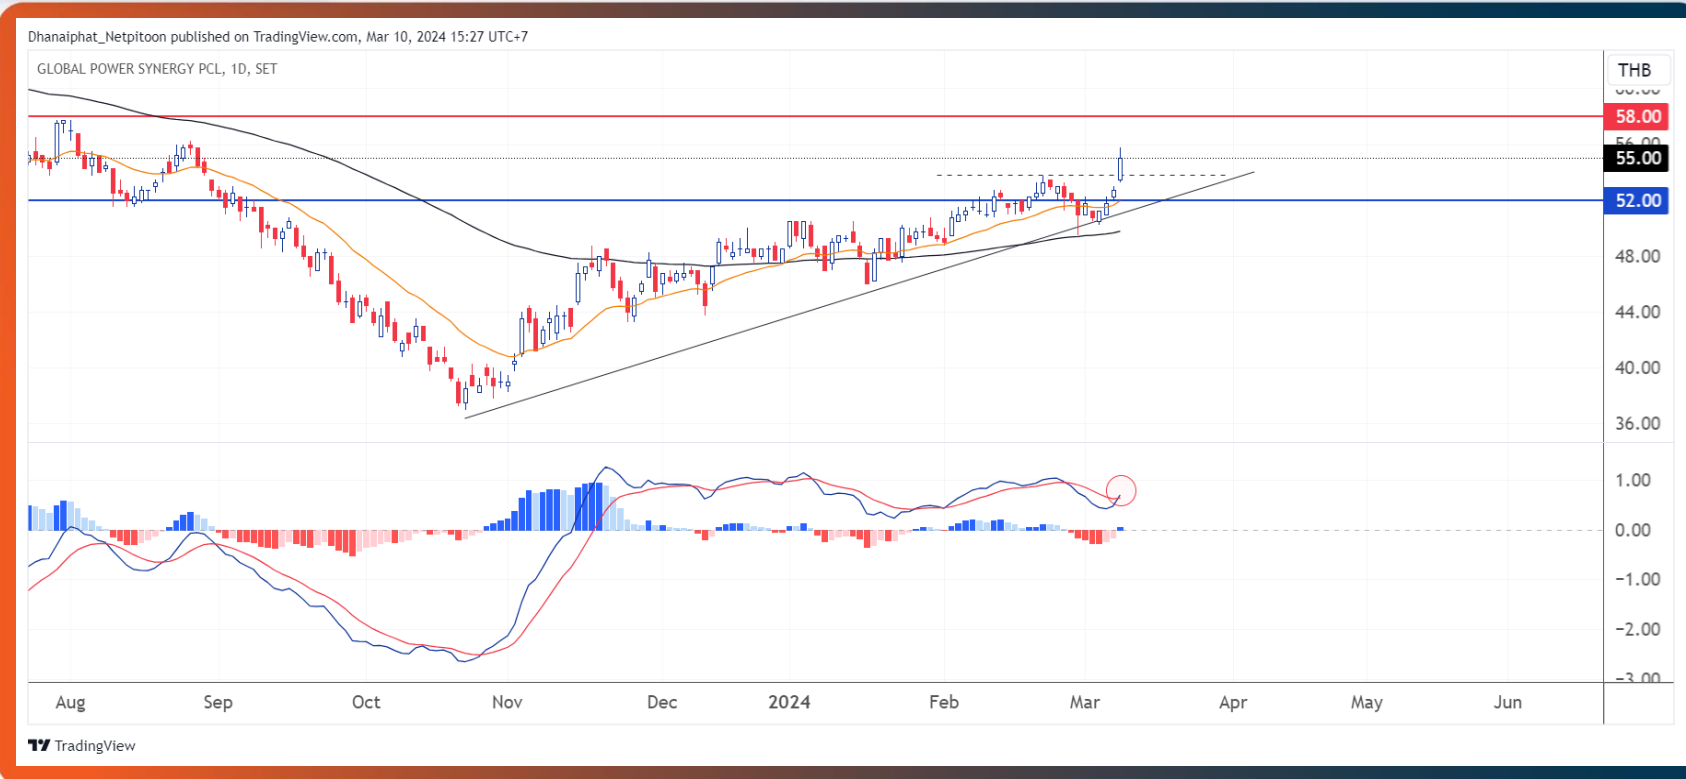 Dhanaiphat_Netpitoon published on TradingView.com, Mar 10, 2024 15:27 UTC+7
GLOBAL POWER SYNERGY PCL, 1D, SET
THB
58.00
55.00
52.00
48.00
44.00
40.00
36.00
1.00
0.00
−1.00
−2.00
−3.00
Aug Sep Oct Nov Dec 2024 Feb Mar Apr May Jun
TradingView